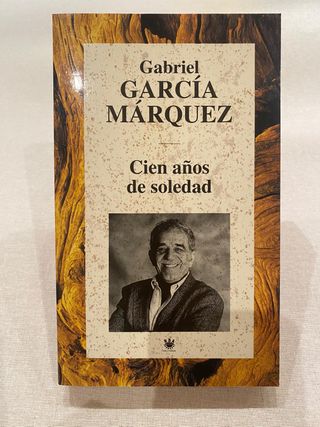 Gabriel
GARCÍA
MÁRQUEZ
Cien años
de soledad